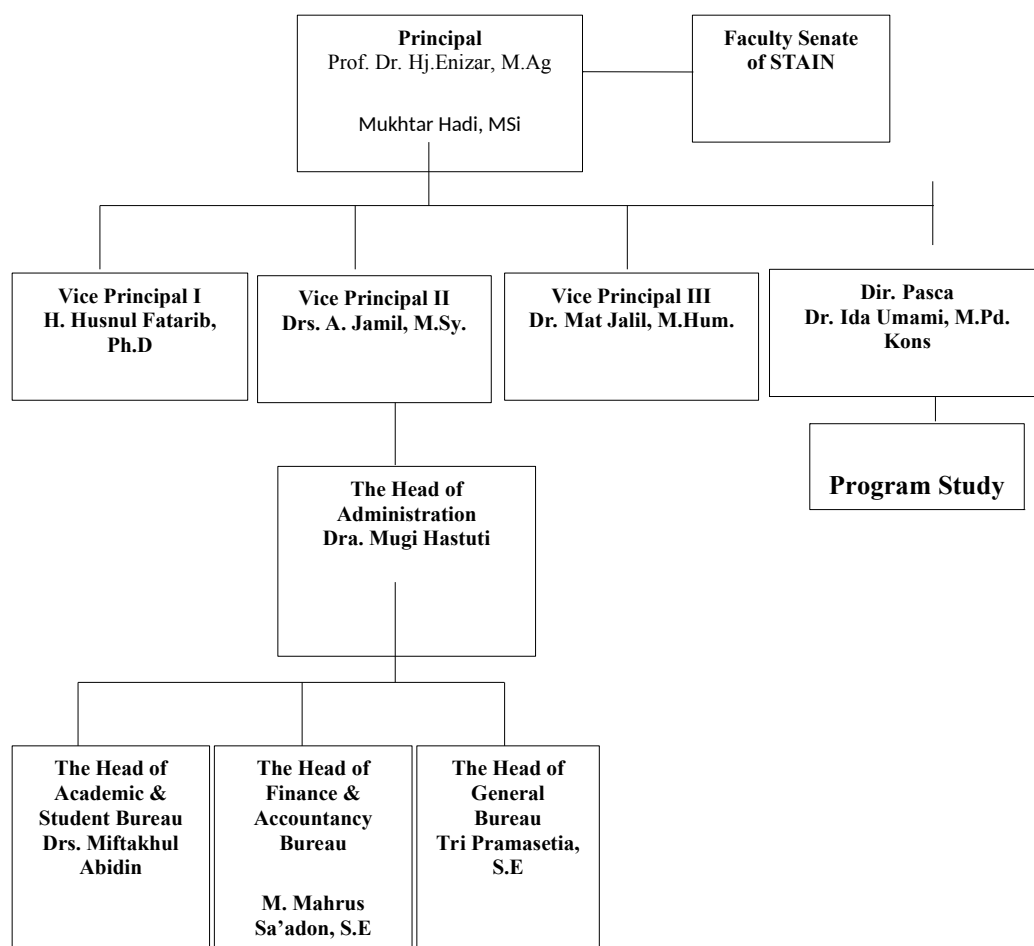 Principal
Prof. Dr. Hj.Enizar, M.Ag
Mukhtar Hadi, MSi
Faculty Senate
of STAIN
Vice Principal I
H. Husnul Fatarib,
Ph.D
Vice Principal II
Drs. A. Jamil, M.Sy.
Vice Principal III
Dr. Mat Jalil, M.Hum.
Dir. Pasca
Dr. Ida Umami, M.Pd.
Kons
Program Study
The Head of
Administration
Dra. Mugi Hastuti
The Head of
Academic &
Student Bureau
Drs. Miftakhul
Abidin
The Head of
Finance &
Accountancy
Bureau
M. Mahrus
Sa’adon, S.E
The Head of
General
Bureau
Tri Pramasetia,
S.E